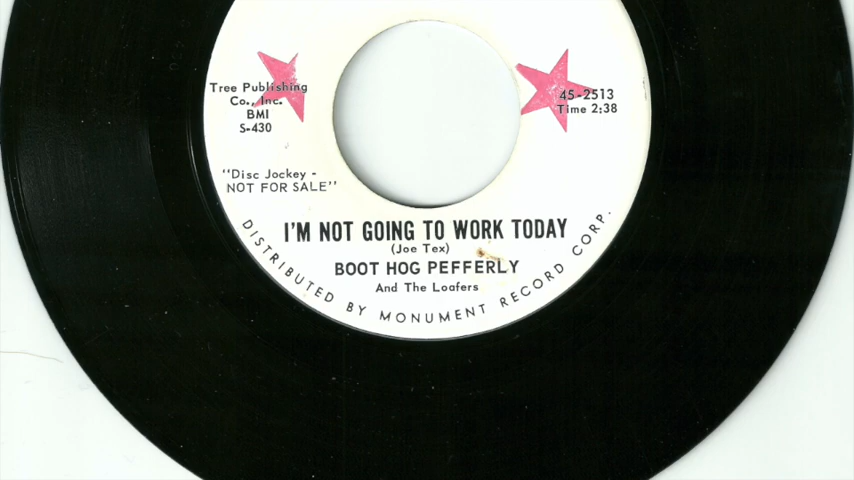 Tree Publishing
Co., Inc.
BMI
S-430
45-2513
Time 2:38
"Disc Jockey -
NOT FOR SALE"
I'M NOT GOING TO WORK TODAY
(Joe Tex)
BOOT HOG PEFFERLY
And The Loafers
DISTRIBUTED BY MONUMENT RECORD CORP.